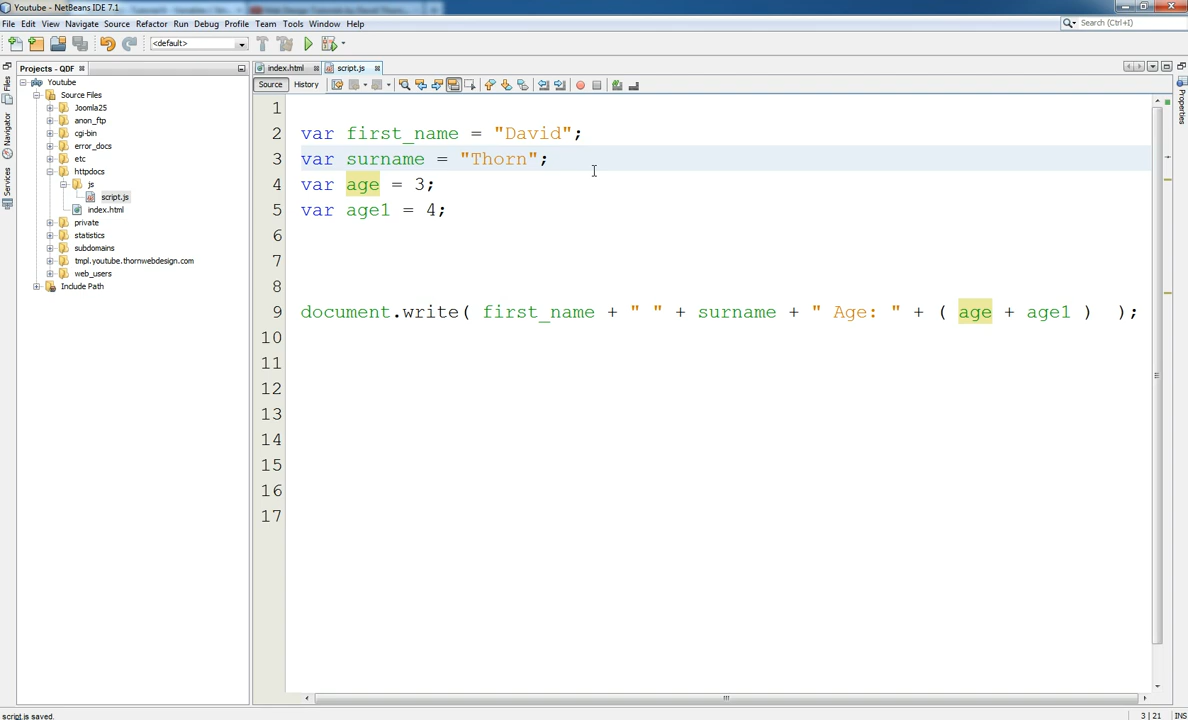 Youtube - NetBeans IDE 7.1
File Edit View Navigate Source Refactor Run Debug Profile Team Tools Window Help
Search (Ctrl+I)
<default>
Projects - QDF
index.html script.js
Source History
Files
Navigator
Services
Properties
Youtube
Source Files
Joomla25
anon_ftp
cgi-bin
error_docs
etc
httpdocs
js
script.js
index.html
private
statistics
subdomains
tmpl.youtube.thornwebdesign.com
web_users
Include Path
1
2 var first_name = "David";
3 var surname = "Thorn";
4 var age = 3;
5 var age1 = 4;
6
7
8
9 document.write( first_name + " " + surname + " Age: " + ( age + age1 )  );
10
11
12
13
14
15
16
17
script.js saved.
3 | 21 INS